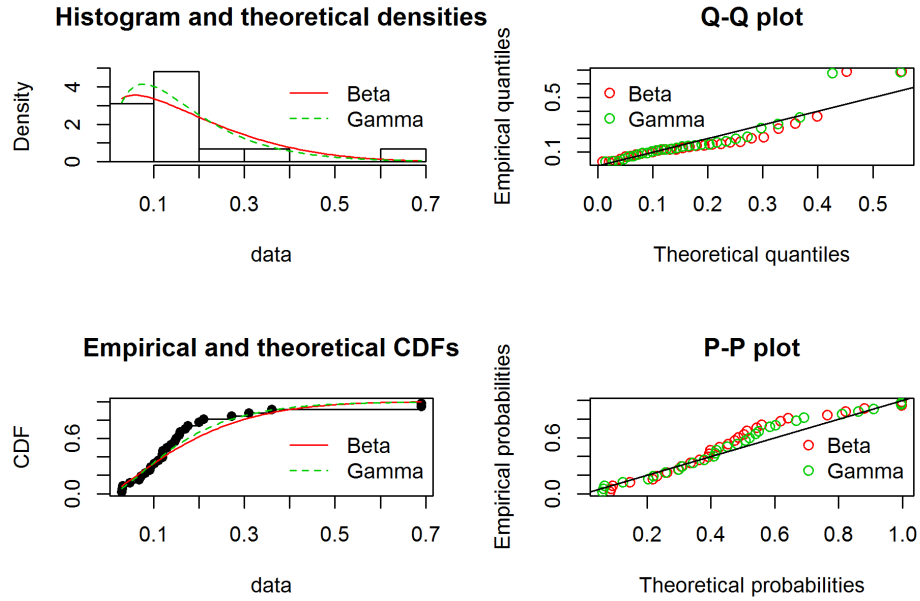 Histogram and theoretical densities
Density
0 2 4
Beta
Gamma
0.1 0.3 0.5 0.7
data
Q-Q plot
Empirical quantiles
0.1 0.5
Beta
Gamma
0.0 0.1 0.2 0.3 0.4 0.5
Theoretical quantiles
Empirical and theoretical CDFs
CDF
0.0 0.6
Beta
Gamma
0.1 0.3 0.5 0.7
data
P-P plot
Empirical probabilities
0.0 0.6
Beta
Gamma
0.2 0.4 0.6 0.8 1.0
Theoretical probabilities